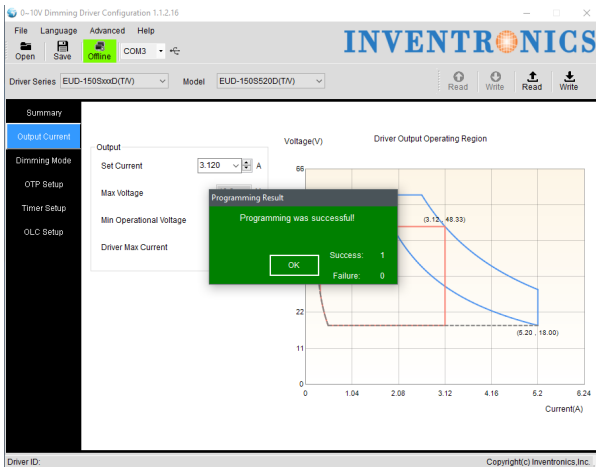 0~10V Dimming Driver Configuration 1.1.2.16
File Language Advanced Help
Open Save Offline COM3
INVENTRONICS
Driver Series EUD-150SxxxD(T/V) Model EUD-150S520D(T/V)
Read Write Read Write
Summary
Output Current
Dimming Mode
OTP Setup
Timer Setup
OLC Setup
Output
Set Current 3.120 A
Max Voltage
Min Operational Voltage
Driver Max Current
Programming Result
Programming was successful!
Success: 1
OK
Failure: 0
Voltage(V) Driver Output Operating Region
66
(3.12, 48.33)
22
(5.20 , 18.00)
11
0
0 1.04 2.08 3.12 4.16 5.2 6.24
Current(A)
Driver ID: Copyright(c) Inventronics,Inc.